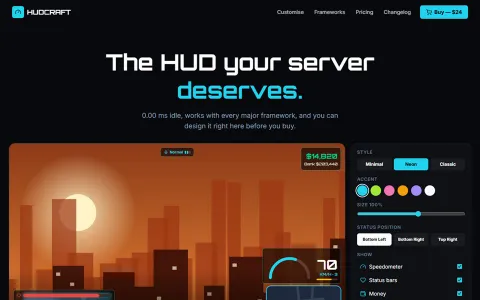 HUDCRAFT
Customise Frameworks Pricing Changelog Buy — $24
The HUD your server
deserves.
0.00 ms idle, works with every major framework, and you can
design it right here before you buy.
$14,820
STYLE
Minimal Neon Classic
ACCENT
SIZE 100%
STATUS POSITION
Bottom Left Bottom Right Top Right
SHOW
Speedometer
Status bars
Money
70